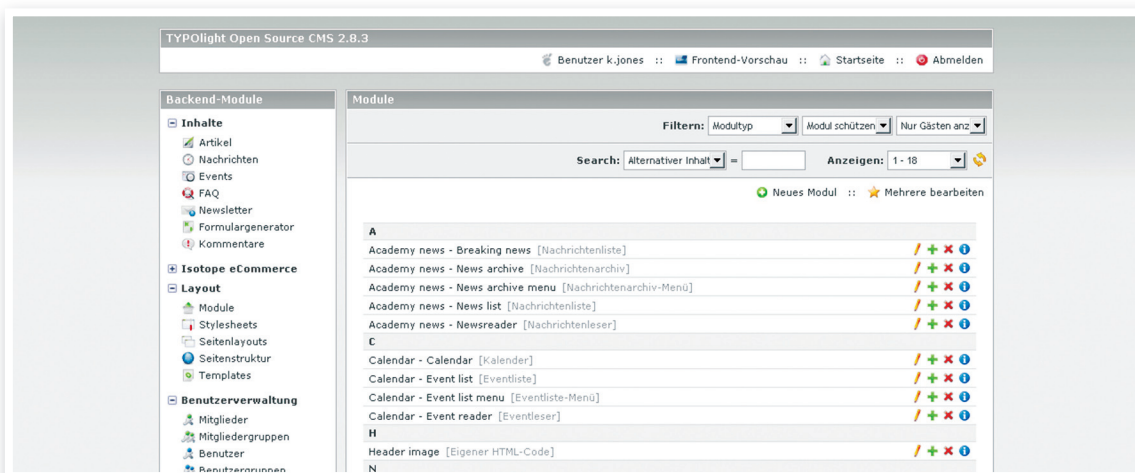 TYPOlight Open Source CMS 2.8.3
Benutzer k.jones :: Frontend-Vorschau :: Startseite :: Abmelden
Backend-Module
Inhalte
Artikel
Nachrichten
Events
FAQ
Newsletter
Formulargenerator
Kommentare
Isotope eCommerce
Layout
Module
Stylesheets
Seitenlayouts
Seitenstruktur
Templates
Benutzerverwaltung
Mitglieder
Mitgliedergruppen
Benutzer
Benutzergruppen
Module
Filtern: Modultyp Modul schützen Nur Gästen anz
Search: Alternativer Inhalt = Anzeigen: 1 - 18
Neues Modul :: Mehrere bearbeiten
A
Academy news - Breaking news [Nachrichtenliste]
Academy news - News archive [Nachrichtenarchiv]
Academy news - News archive menu [Nachrichtenarchiv-Menü]
Academy news - News list [Nachrichtenliste]
Academy news - Newsreader [Nachrichtenleser]
C
Calendar - Calendar [Kalender]
Calendar - Event list [Eventliste]
Calendar - Event list menu [Eventliste-Menü]
Calendar - Event reader [Eventleser]
H
Header image [Eigener HTML-Code]
N